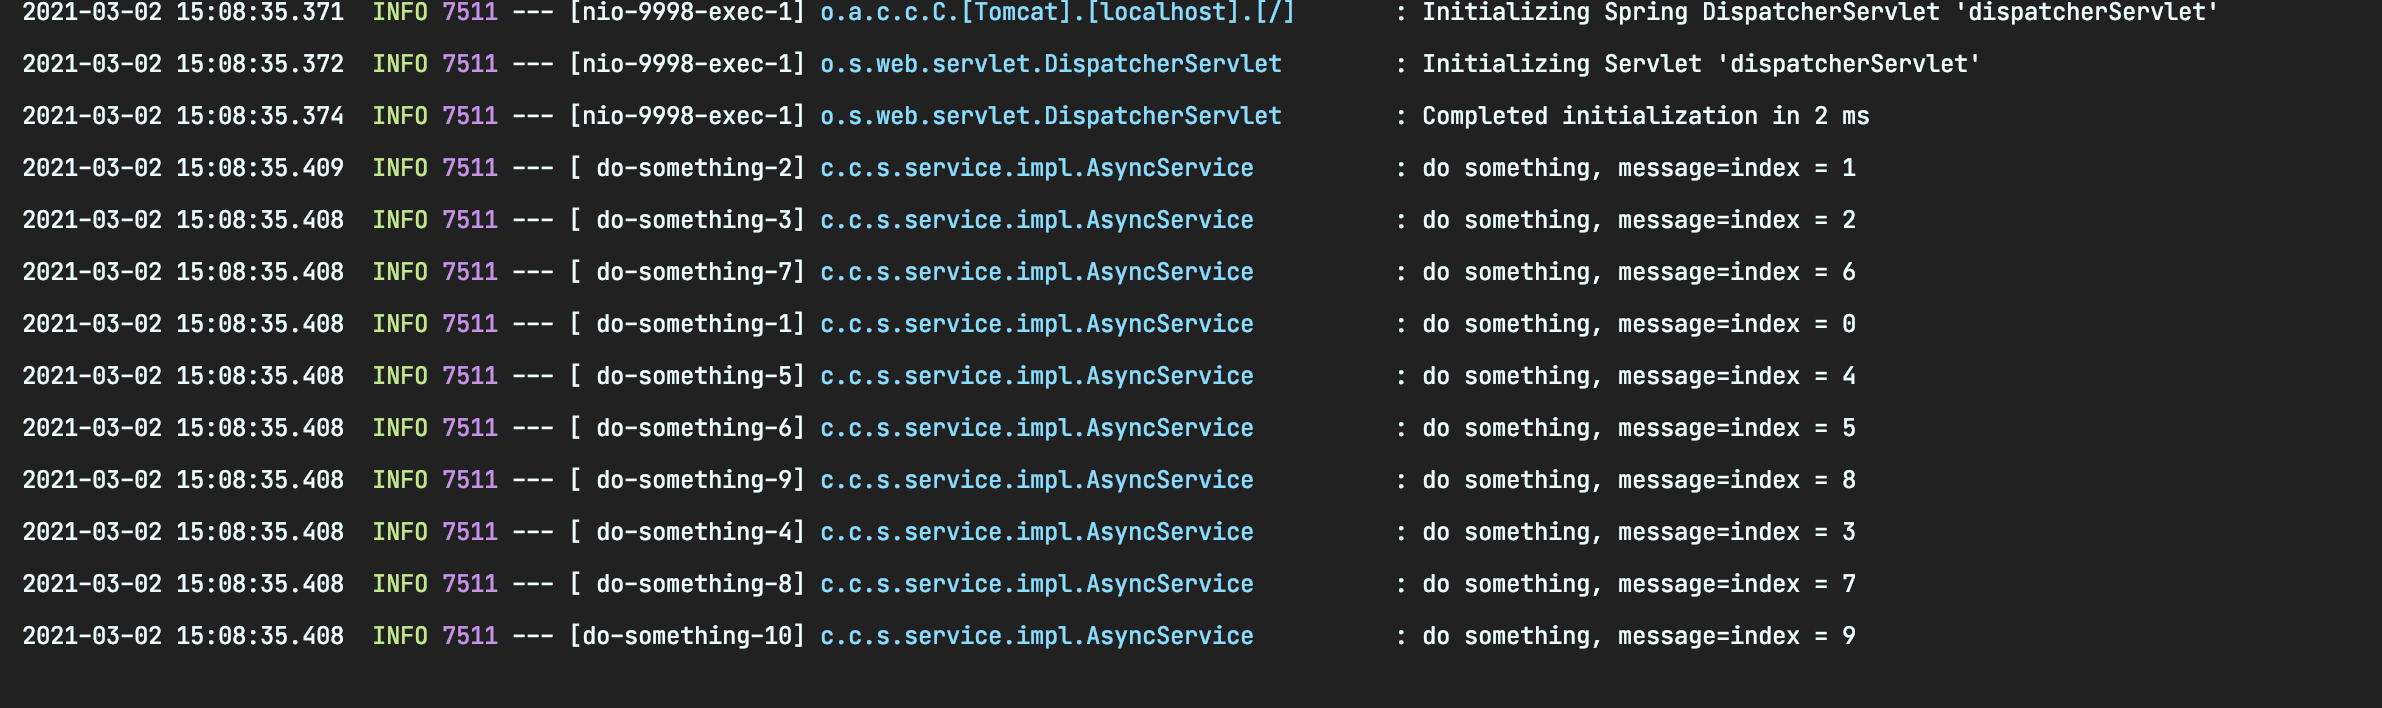 2021-03-02 15:08:35.371  INFO 7511 --- [nio-9998-exec-1] o.a.c.c.C.[Tomcat].[localhost].[/]       : Initializing Spring DispatcherServlet 'dispatcherServlet'
2021-03-02 15:08:35.372  INFO 7511 --- [nio-9998-exec-1] o.s.web.servlet.DispatcherServlet        : Initializing Servlet 'dispatcherServlet'
2021-03-02 15:08:35.374  INFO 7511 --- [nio-9998-exec-1] o.s.web.servlet.DispatcherServlet        : Completed initialization in 2 ms
2021-03-02 15:08:35.409  INFO 7511 --- [ do-something-2] c.c.s.service.impl.AsyncService          : do something, message=index = 1
2021-03-02 15:08:35.408  INFO 7511 --- [ do-something-3] c.c.s.service.impl.AsyncService          : do something, message=index = 2
2021-03-02 15:08:35.408  INFO 7511 --- [ do-something-7] c.c.s.service.impl.AsyncService          : do something, message=index = 6
2021-03-02 15:08:35.408  INFO 7511 --- [ do-something-1] c.c.s.service.impl.AsyncService          : do something, message=index = 0
2021-03-02 15:08:35.408  INFO 7511 --- [ do-something-5] c.c.s.service.impl.AsyncService          : do something, message=index = 4
2021-03-02 15:08:35.408  INFO 7511 --- [ do-something-6] c.c.s.service.impl.AsyncService          : do something, message=index = 5
2021-03-02 15:08:35.408  INFO 7511 --- [ do-something-9] c.c.s.service.impl.AsyncService          : do something, message=index = 8
2021-03-02 15:08:35.408  INFO 7511 --- [ do-something-4] c.c.s.service.impl.AsyncService          : do something, message=index = 3
2021-03-02 15:08:35.408  INFO 7511 --- [ do-something-8] c.c.s.service.impl.AsyncService          : do something, message=index = 7
2021-03-02 15:08:35.408  INFO 7511 --- [do-something-10] c.c.s.service.impl.AsyncService          : do something, message=index = 9